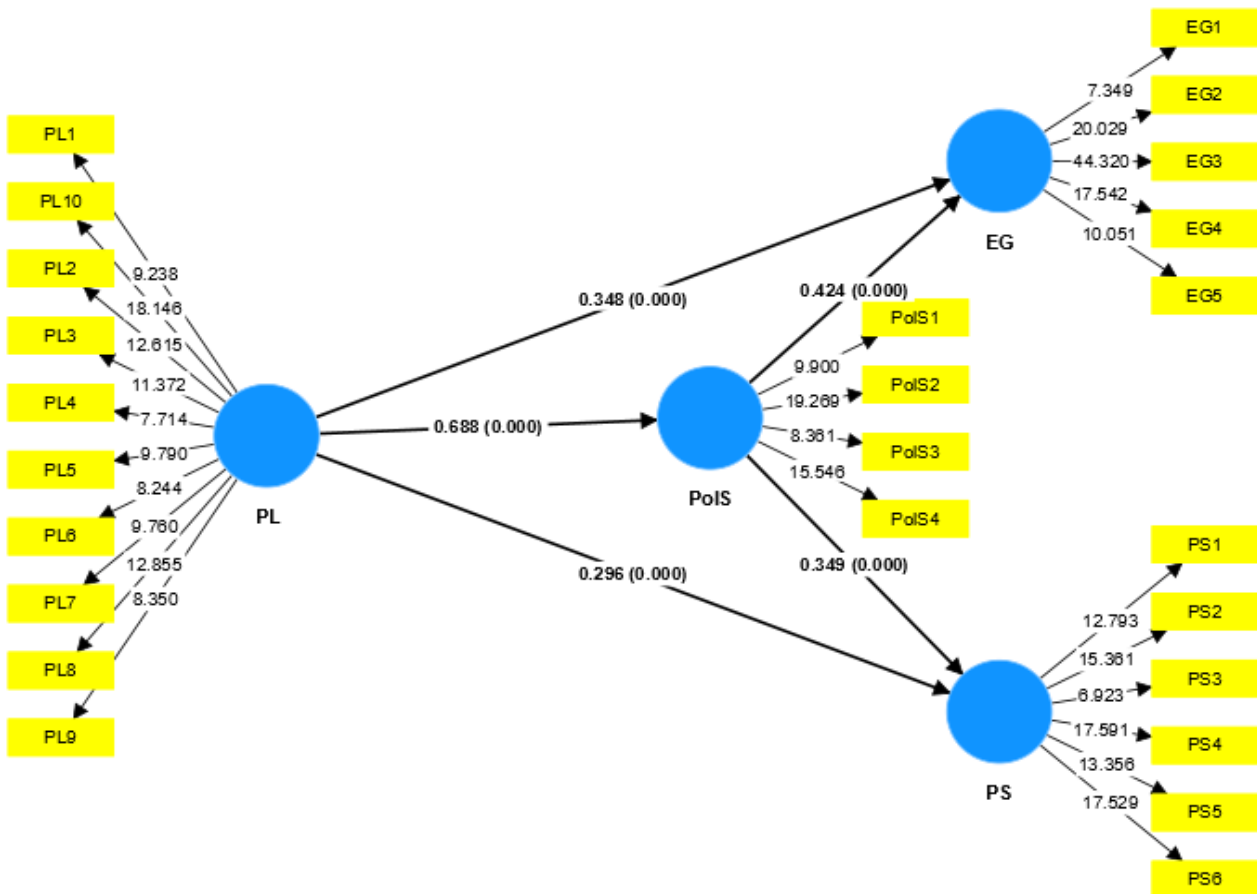 EG1
7.349
EG2
20.029
EG3
44.320
EG4
17.542
EG5
10.051
EG
PL1
PL10
PL2
PL3
PL4
PL5
PL6
PL7
PL8
PL9
9.238
18.146
12.615
11.372
7.714
9.790
8.244
9.760
12.855
8.350
PL
0.348 (0.000)
0.424 (0.000)
0.688 (0.000)
0.296 (0.000)
0.349 (0.000)
PolS1
9.900
PolS2
19.269
PolS3
8.361
PolS4
15.546
PolS
PS1
12.793
PS2
15.361
PS3
6.923
PS4
17.591
PS5
13.356
PS6
17.529
PS